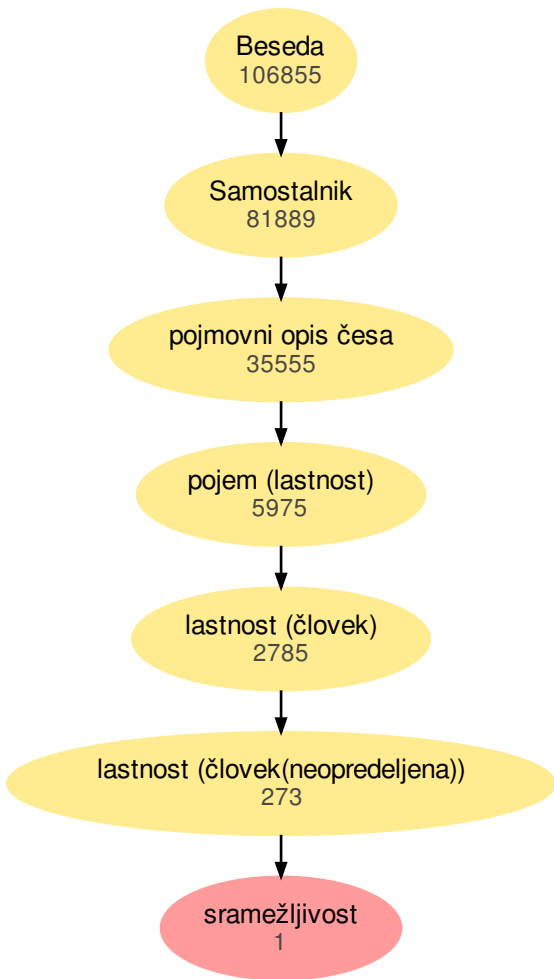 Beseda
106855
Samostalnik
81889
pojmovni opis česa
35555
pojem (lastnost)
5975
lastnost (človek)
2785
lastnost (človek(neopredeljena))
273
sramežljivost
1